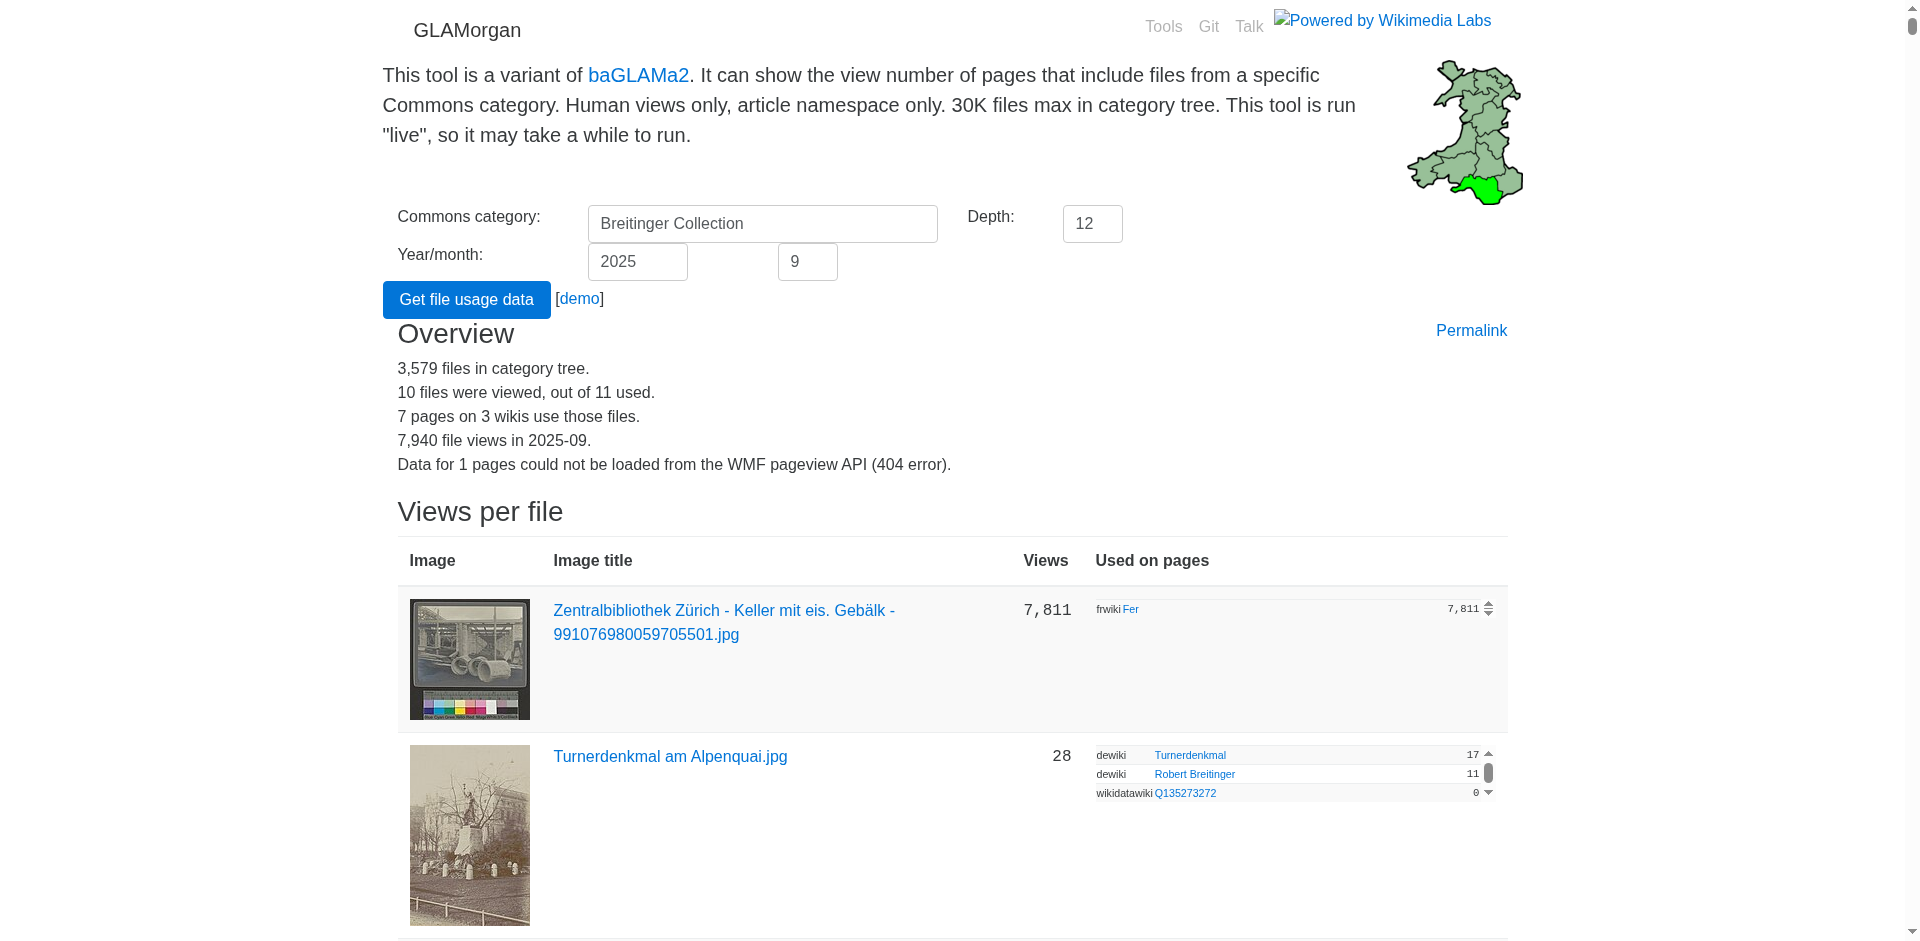 GLAMorgan
Tools Git Talk Powered by Wikimedia Labs
This tool is a variant of baGLAMa2. It can show the view number of pages that include files from a specific
Commons category. Human views only, article namespace only. 30K files max in category tree. This tool is run
"live", so it may take a while to run.
Commons category: Breitinger Collection Depth: 12
Year/month: 2025 9
Get file usage data [demo]
Overview Permalink
3,579 files in category tree.
10 files were viewed, out of 11 used.
7 pages on 3 wikis use those files.
7,940 file views in 2025-09.
Data for 1 pages could not be loaded from the WMF pageview API (404 error).
Views per file
Image Image title Views Used on pages
Zentralbibliothek Zürich - Keller mit eis. Gebälk - 7,811 frwiki Fer 7,811
991076980059705501.jpg
Turnerdenkmal am Alpenquai.jpg 28 dewiki Turnerdenkmal 17
dewiki Robert Breitinger 11
wikidatawiki Q135273272 0